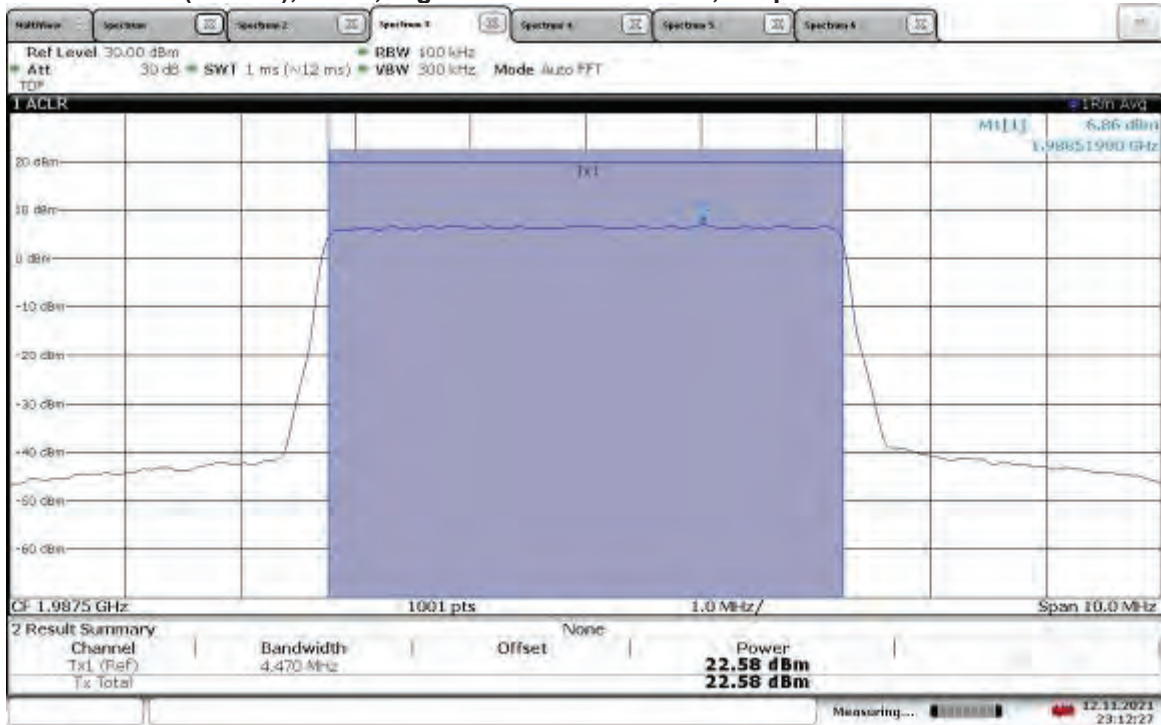 MultiView Spectrum Spectrum 2 Spectrum 3 Spectrum 4 Spectrum 5 Spectrum 6
Ref Level 30.00 dBm RBW 100 kHz
Att 30 dB SWT 1 ms (~12 ms) VBW 300 kHz Mode Auto FFT
TDF
1 ACLR 1Rm Avg
M1[1] 6.86 dBm
1.98851900 GHz
20 dBm
Tx1
10 dBm
0 dBm
-10 dBm
-20 dBm
-30 dBm
-40 dBm
-50 dBm
-60 dBm
CF 1.9875 GHz 1001 pts 1.0 MHz/ Span 10.0 MHz
2 Result Summary None
Channel Bandwidth Offset Power
Tx1 (Ref) 4.470 MHz 22.58 dBm
Tx Total 22.58 dBm
Measuring... 12.11.2021
23:12:27